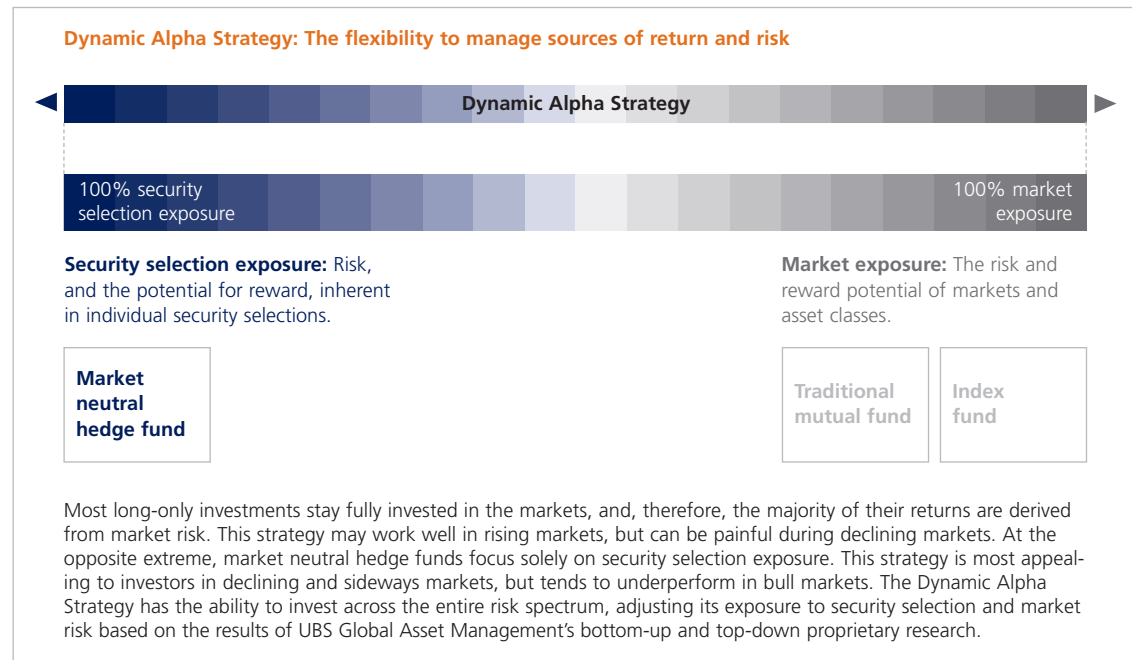 Dynamic Alpha Strategy: The flexibility to manage sources of return and risk
Dynamic Alpha Strategy
100% security
selection exposure
100% market
exposure
Security selection exposure: Risk,
and the potential for reward, inherent
in individual security selections.
Market exposure: The risk and
reward potential of markets and
asset classes.
Market
neutral
hedge fund
Traditional
mutual fund
Index
fund
Most long-only investments stay fully invested in the markets, and, therefore, the majority of their returns are derived
from market risk. This strategy may work well in rising markets, but can be painful during declining markets. At the
opposite extreme, market neutral hedge funds focus solely on security selection exposure. This strategy is most appeal-
ing to investors in declining and sideways markets, but tends to underperform in bull markets. The Dynamic Alpha
Strategy has the ability to invest across the entire risk spectrum, adjusting its exposure to security selection and market
risk based on the results of UBS Global Asset Management’s bottom-up and top-down proprietary research.